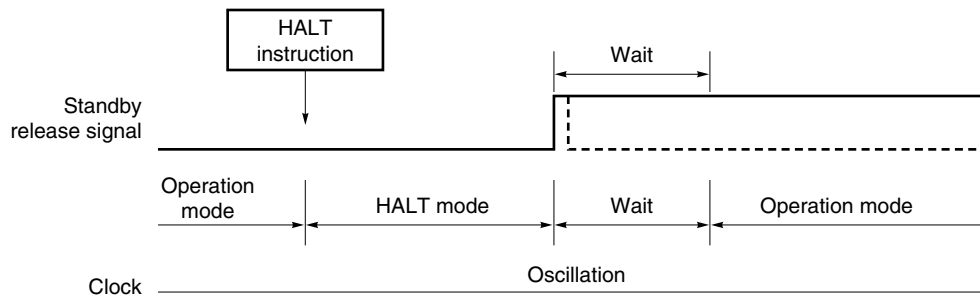 HALT
instruction
Wait
Standby
release signal
Operation
mode
HALT mode
Wait
Operation mode
Oscillation
Clock